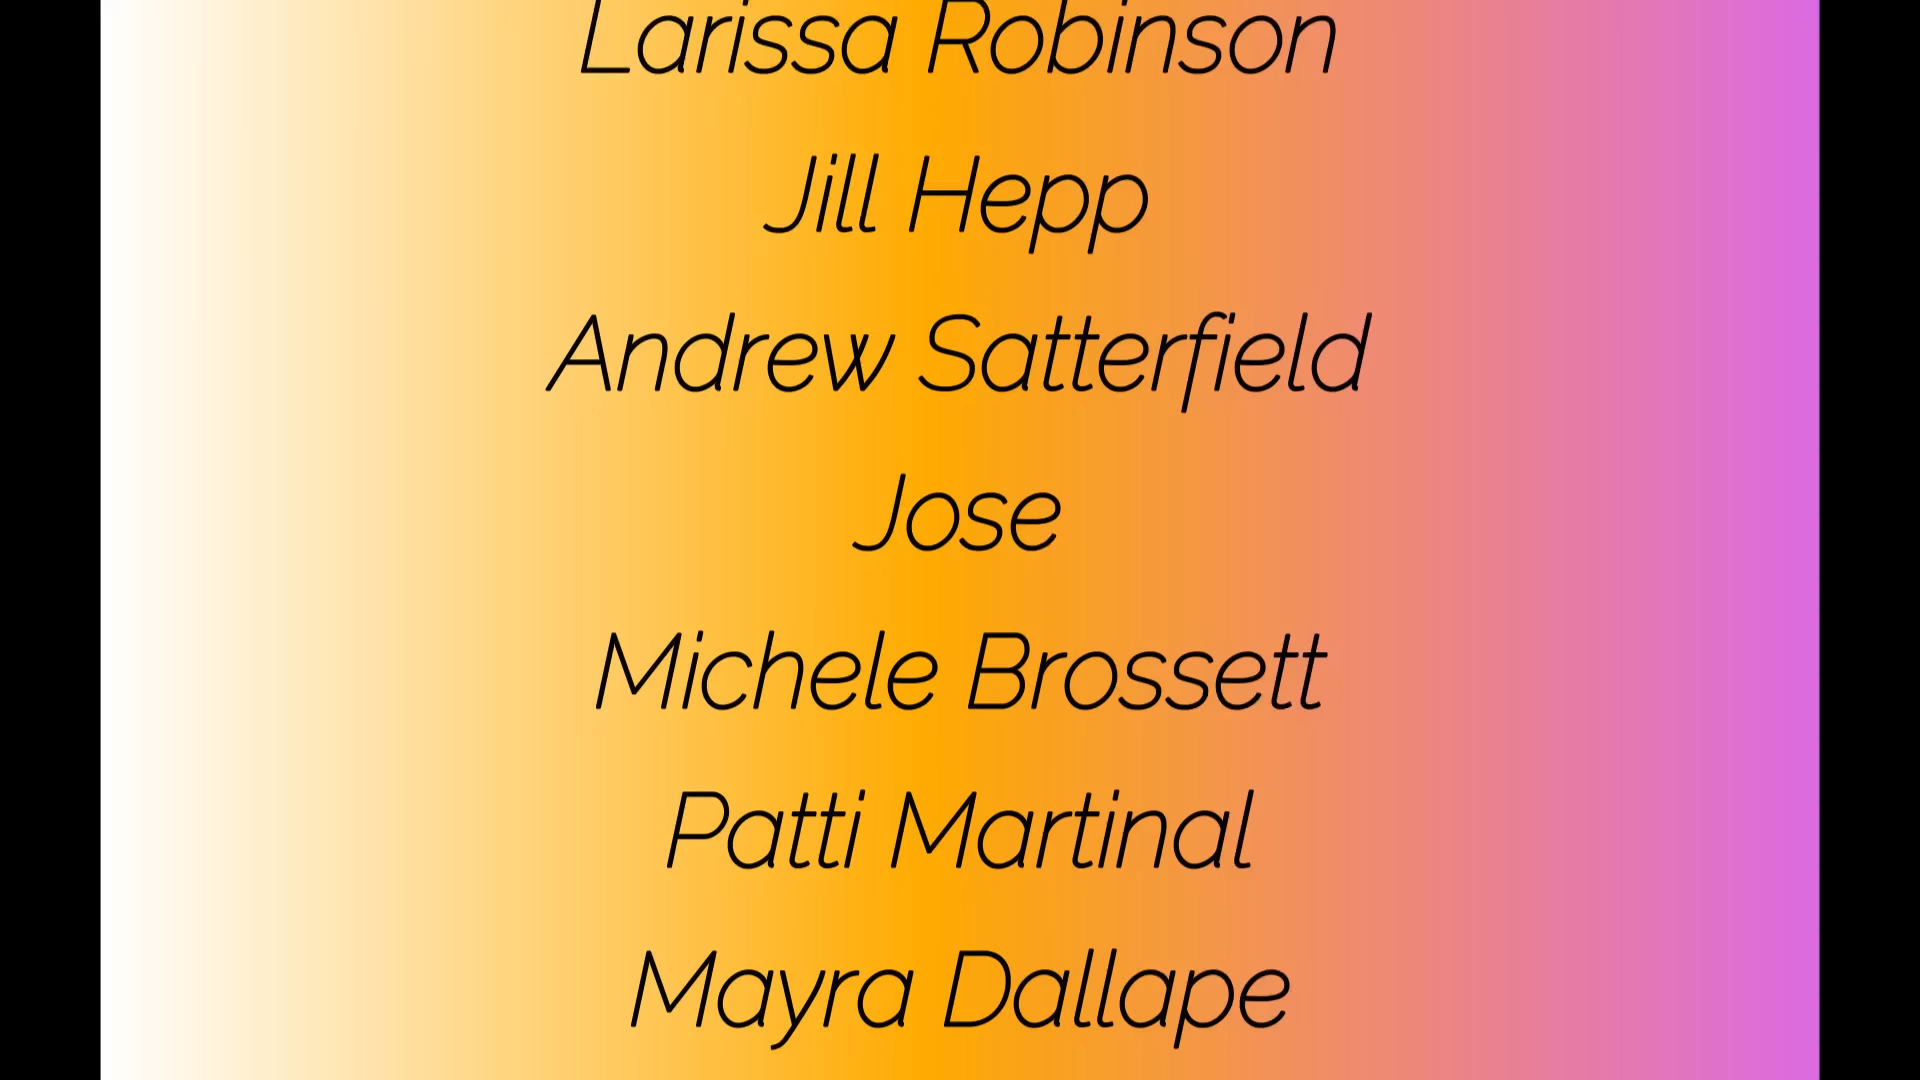 Larissa Robinson
Jill Hepp
Andrew Satterfield
Jose
Michele Brossett
Patti Martinal
Mayra Dallape